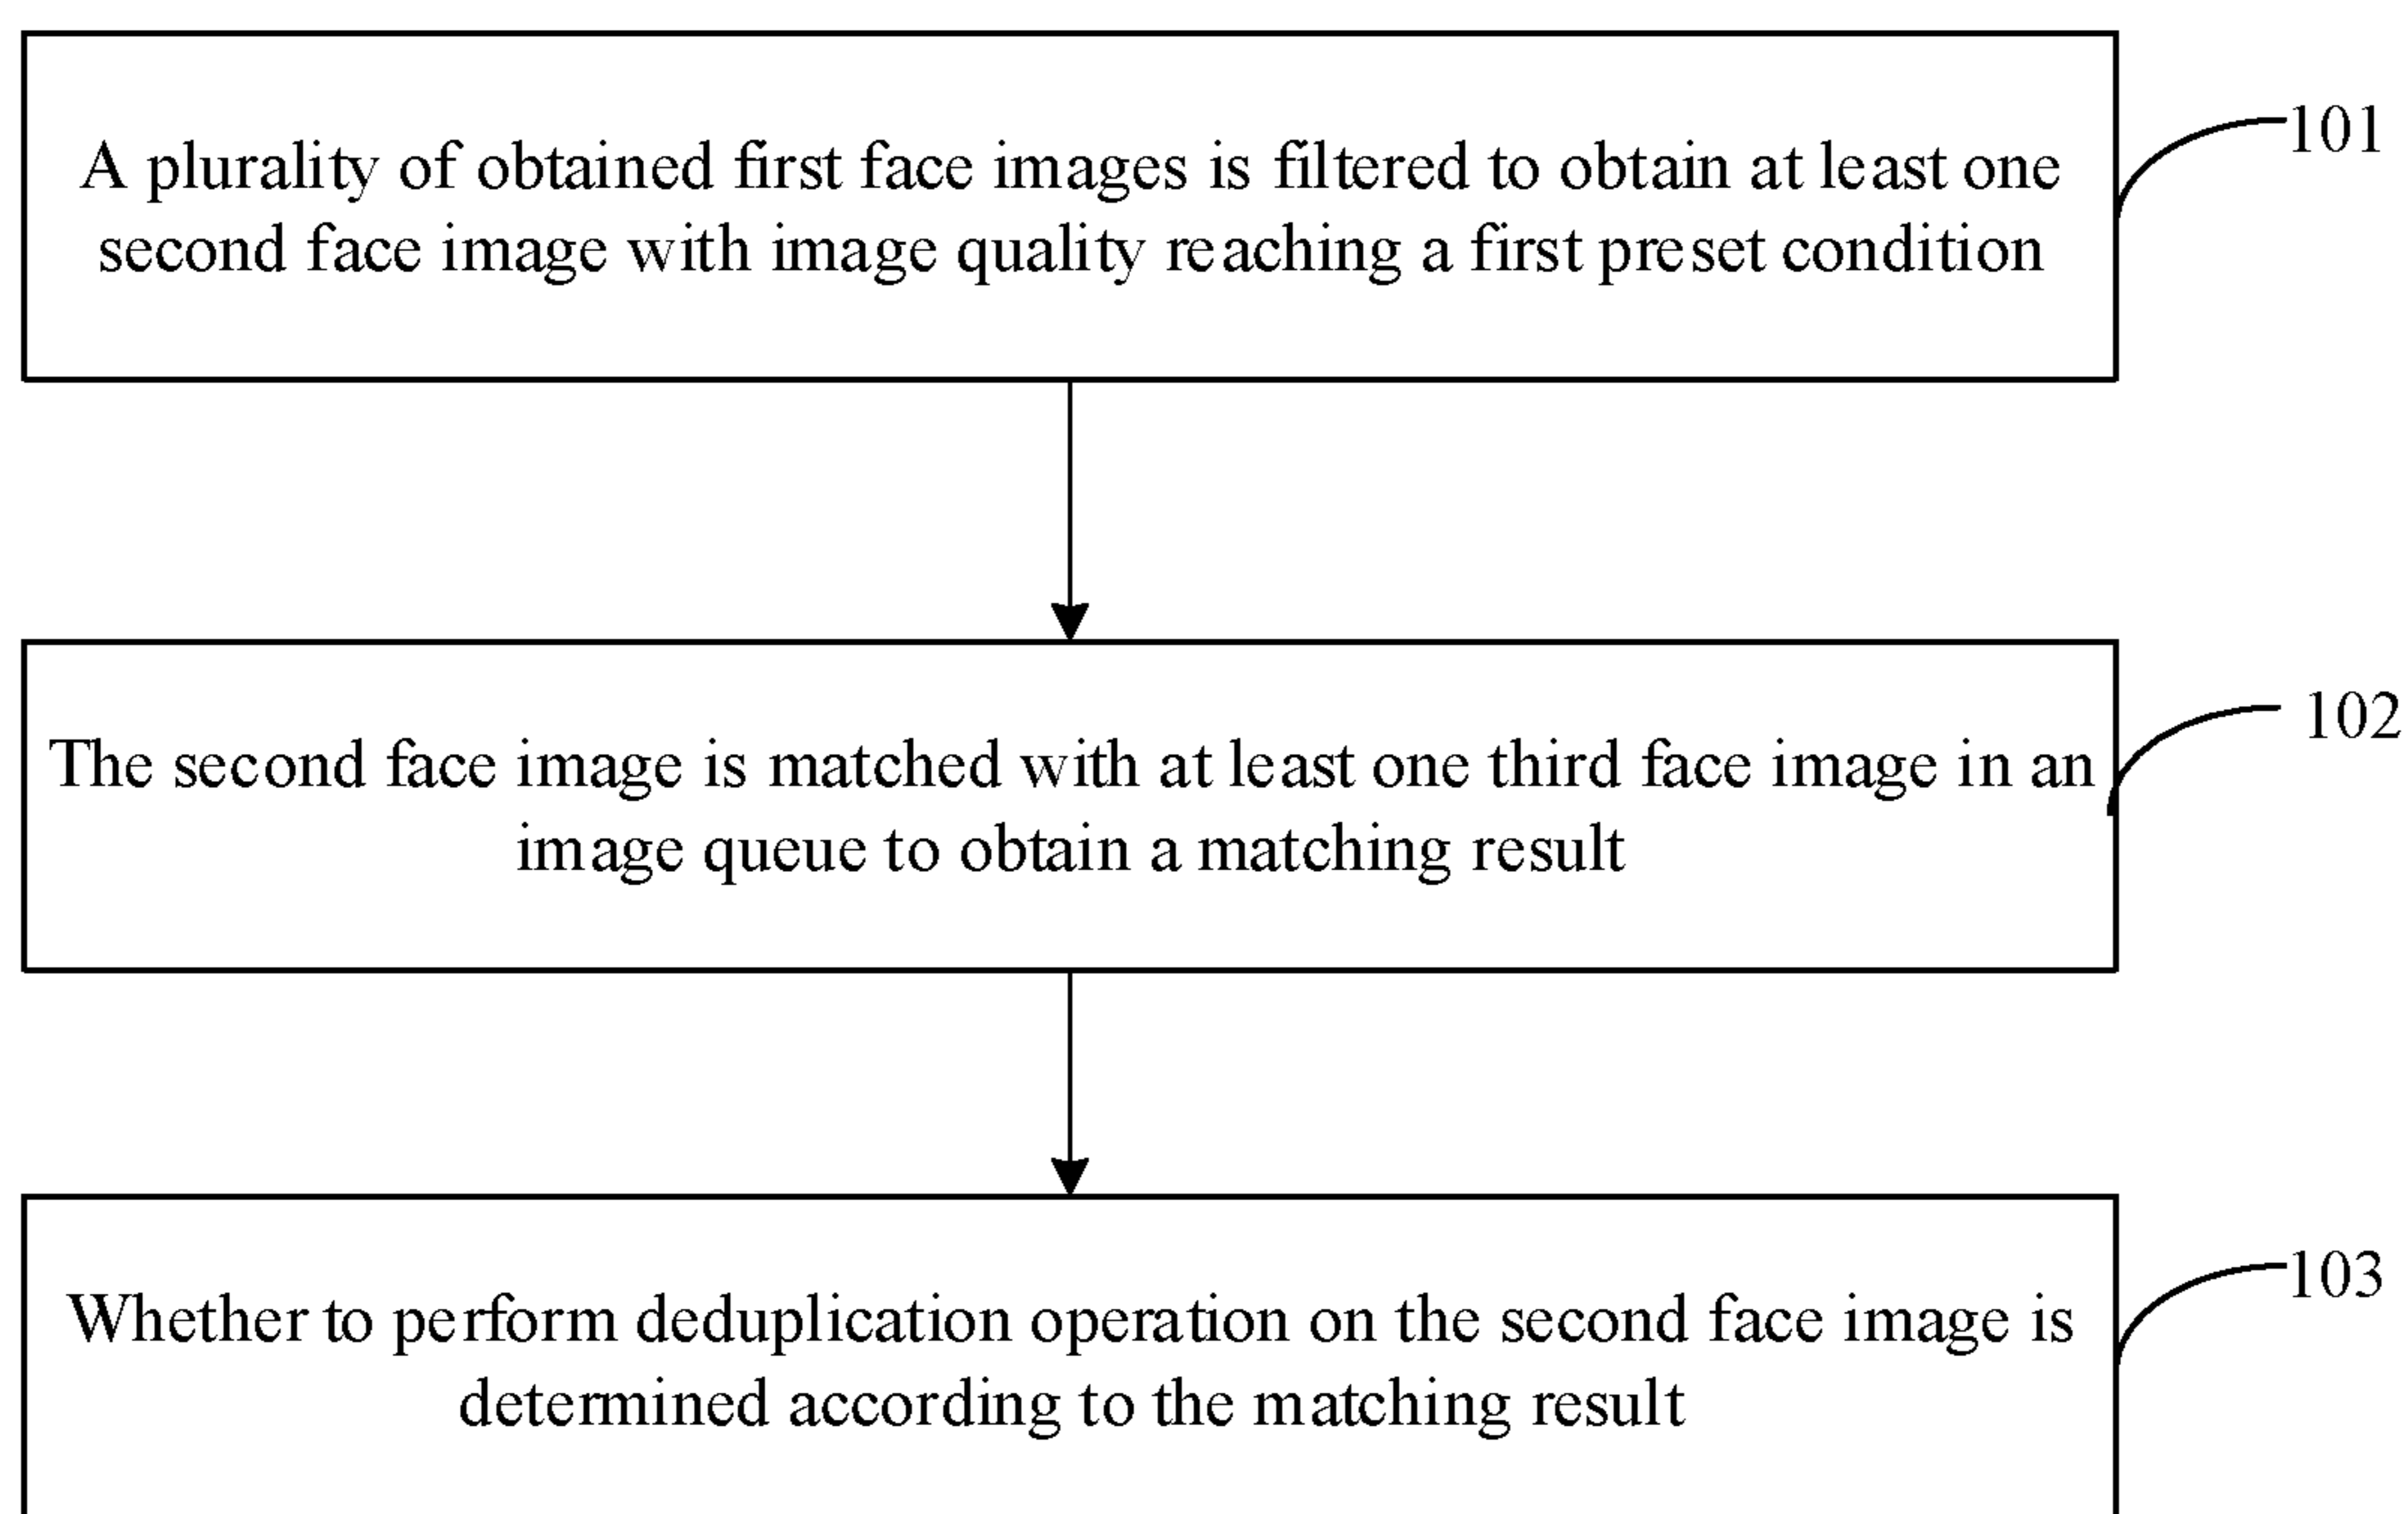 101
A plurality of obtained first face images is filtered to obtain at least one
second face image with image quality reaching a first preset condition
102
The second face image is matched with at least one third face image in an
image queue to obtain a matching result
103
Whether to perform deduplication operation on the second face image is
determined according to the matching result